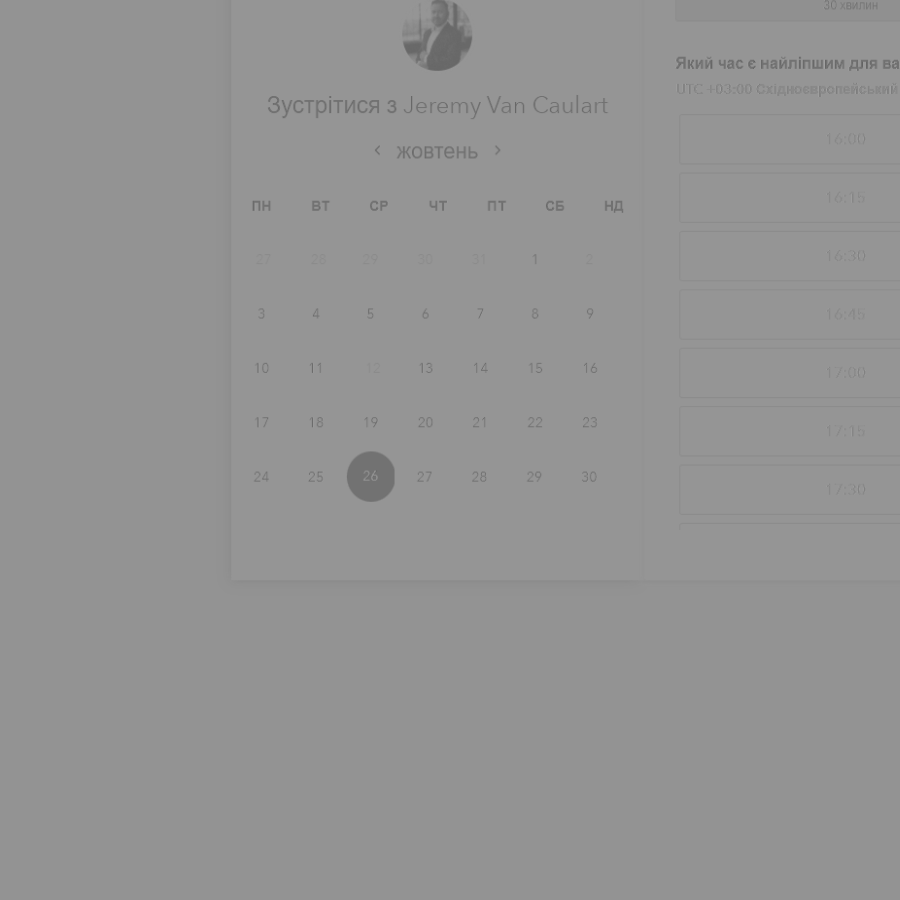 Зустрітися з Jeremy Van Caulart
жовтень
ПН ВТ СР ЧТ ПТ СБ НД
27 28 29 30 31 1 2
3 4 5 6 7 8 9
10 11 12 13 14 15 16
17 18 19 20 21 22 23
24 25 26 27 28 29 30
30 хвилин
Який час є найліпшим для ва
UTC +03:00 Східноєвропейський
16:00
16:15
16:30
16:45
17:00
17:15
17:30